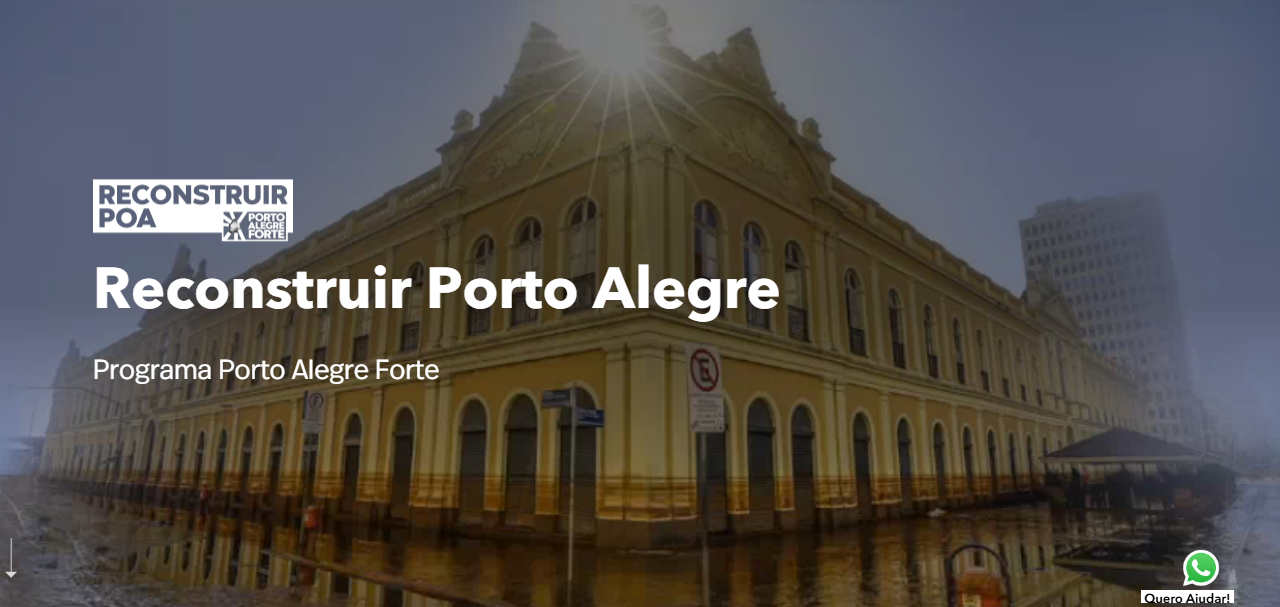 RECONSTRUIR
POA
PORTO
ALEGRE
FORTE
Reconstruir Porto Alegre
Programa Porto Alegre Forte
E
Quero Ajudar!